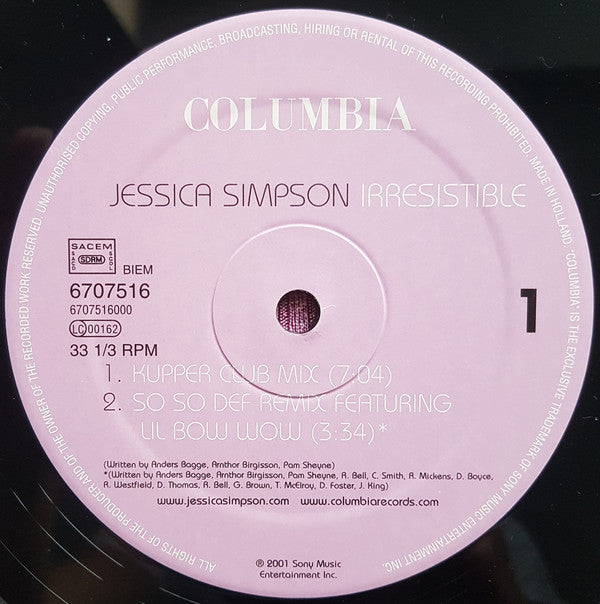 ALL RIGHTS OF THE PRODUCER AND OF THE OWNER OF THE RECORDED WORK RESERVED. UNAUTHORISED COPYING, PUBLIC PERFORMANCE, BROADCASTING, HIRING OR RENTAL OF THIS RECORDING PROHIBITED. MADE IN HOLLAND. "COLUMBIA" IS THE EXCLUSIVE TRADEMARK OF SONY MUSIC ENTERTAINMENT INC.
COLUMBIA
JESSICA SIMPSON IRRESISTIBLE
SACEM
SACD SDRM SGDL
BIEM
6707516
6707516000
LC 00162
33 1/3 RPM
1
1. KUPPER CLUB MIX (7:04)
2. SO SO DEF REMIX FEATURING
LIL BOW WOW (3:34)*
(Written by Anders Bagge, Arnthor Birgisson, Pam Sheyne)
*(Written by Anders Bagge, Arnthor Birgisson, Pam Sheyne, R. Bell, C. Smith, R. Mickens, D. Boyce,
R. Westfield, D. Thomas, R. Bell, G. Brown, T. McElroy, D. Foster, J. King)
www.jessicasimpson.com www.columbiarecords.com
℗ 2001 Sony Music
Entertainment Inc.